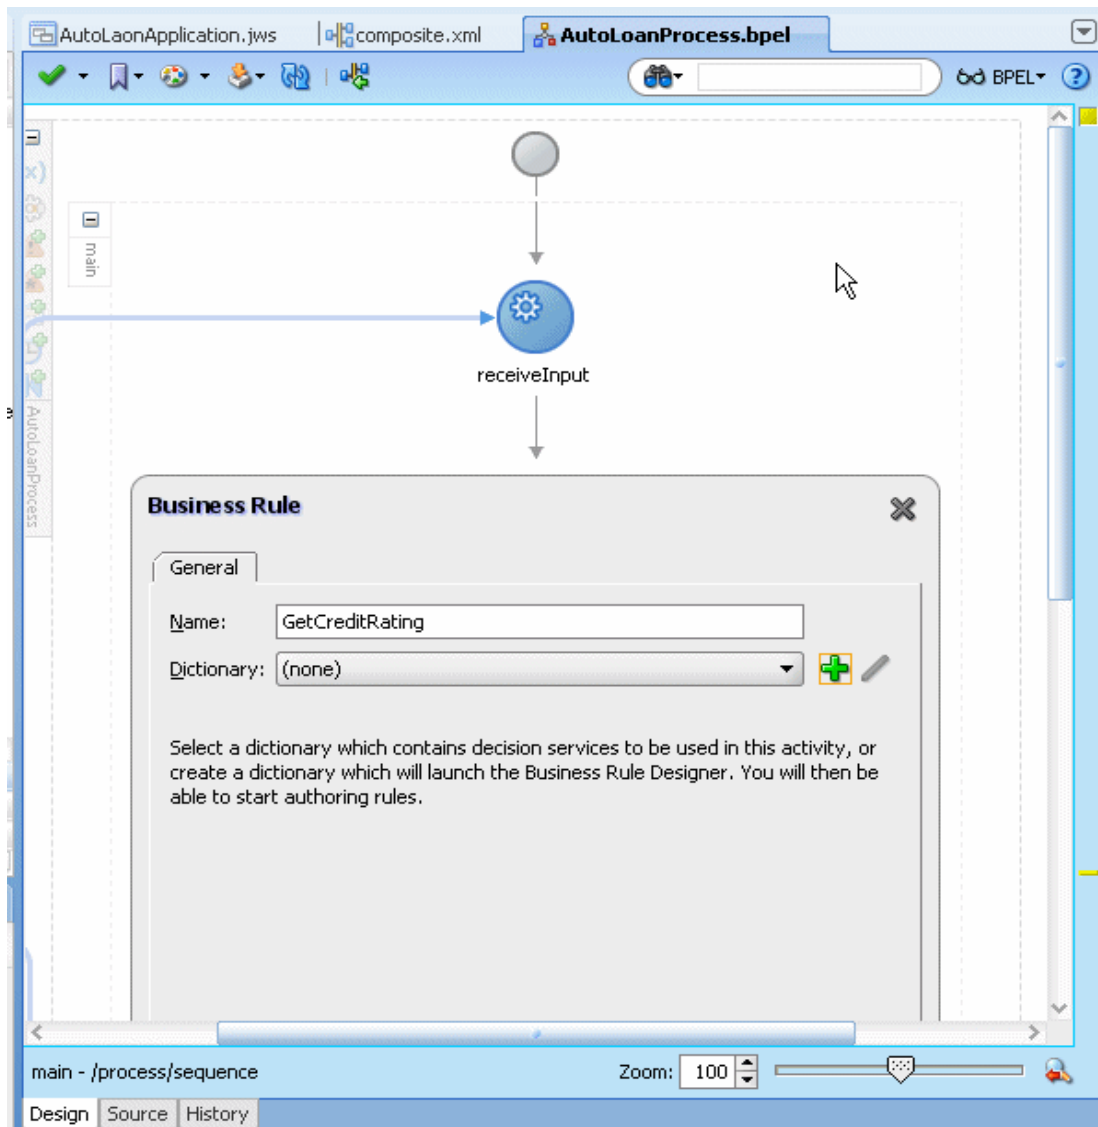 AutoLaonApplication.jws composite.xml AutoLoanProcess.bpel
BPEL
main
receiveInput
AutoLoanProcess
Business Rule
General
Name: GetCreditRating
Dictionary: (none)
Select a dictionary which contains decision services to be used in this activity, or
create a dictionary which will launch the Business Rule Designer. You will then be
able to start authoring rules.
main - /process/sequence Zoom: 100
Design Source History